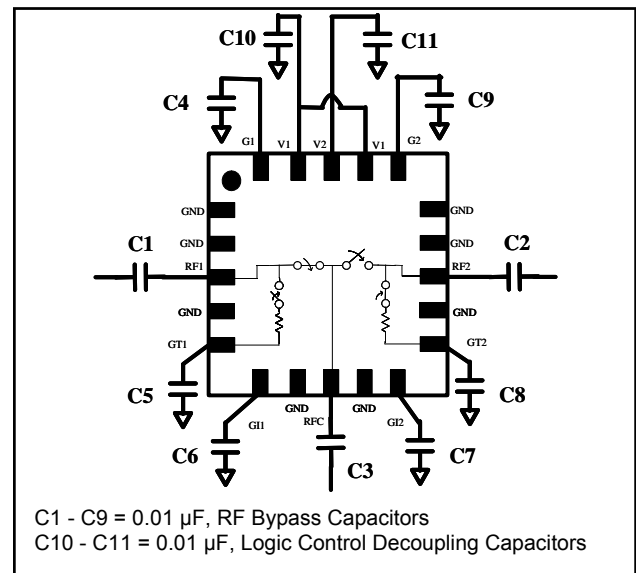 C10
C11
C4
C9
G1
V1
V2
V1
G2
GND
GND
GND
GND
C1
RF1
RF2
C2
GND
GND
GT1
GT2
C5
C8
GND
GND
GI1
RFC
GI2
C6
C3
C7
C1 - C9 = 0.01 µF, RF Bypass Capacitors
C10 - C11 = 0.01 µF, Logic Control Decoupling Capacitors